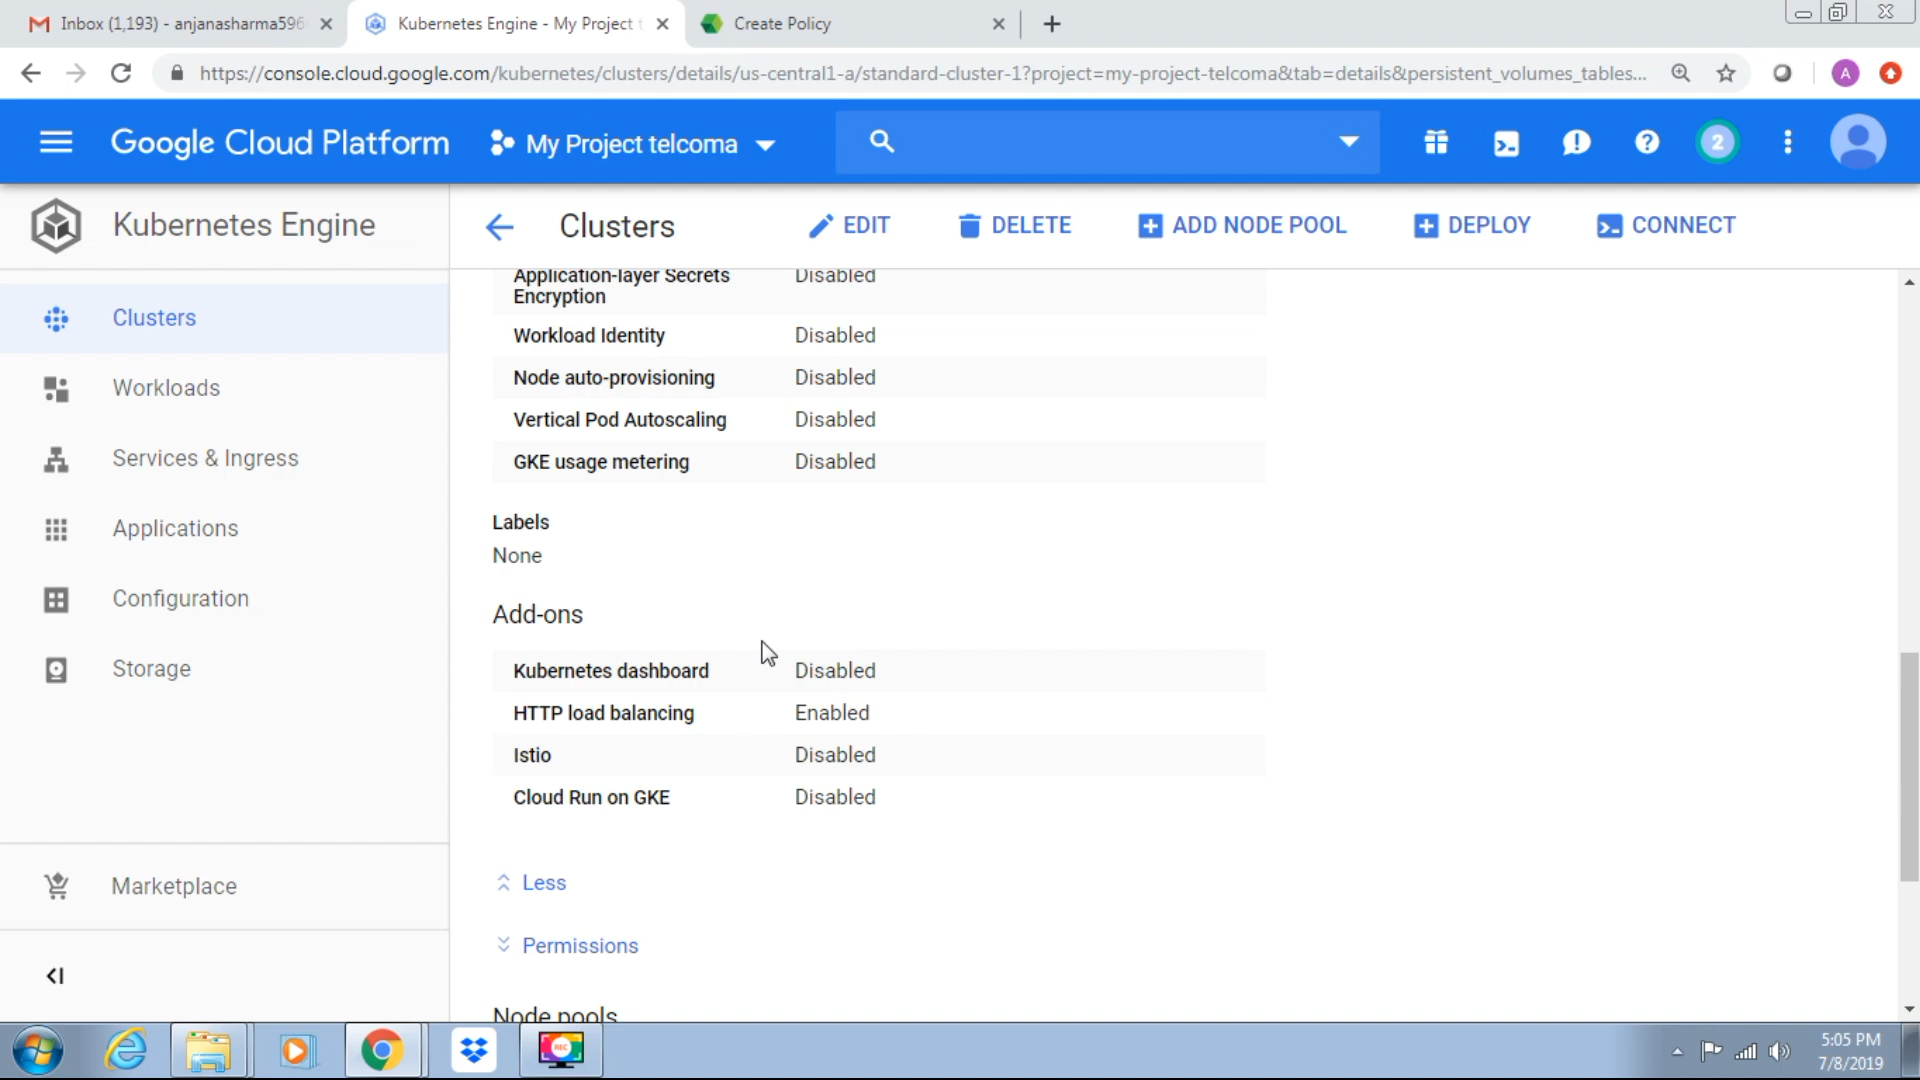 Inbox (1,193) - anjanasharma596
Kubernetes Engine - My Project t
Create Policy
https://console.cloud.google.com/kubernetes/clusters/details/us-central1-a/standard-cluster-1?project=my-project-telcoma&tab=details&persistent_volumes_tables...
A
Google Cloud Platform
My Project telcoma
2
Kubernetes Engine
Clusters
EDIT
DELETE
ADD NODE POOL
DEPLOY
CONNECT
Clusters
Workloads
Services & Ingress
Applications
Configuration
Storage
Marketplace
Application-layer Secrets Disabled
Encryption
Workload Identity Disabled
Node auto-provisioning Disabled
Vertical Pod Autoscaling Disabled
GKE usage metering Disabled
Labels
None
Add-ons
Kubernetes dashboard Disabled
HTTP load balancing Enabled
Istio Disabled
Cloud Run on GKE Disabled
Less
Permissions
Node pools
REC
5:05 PM
7/8/2019